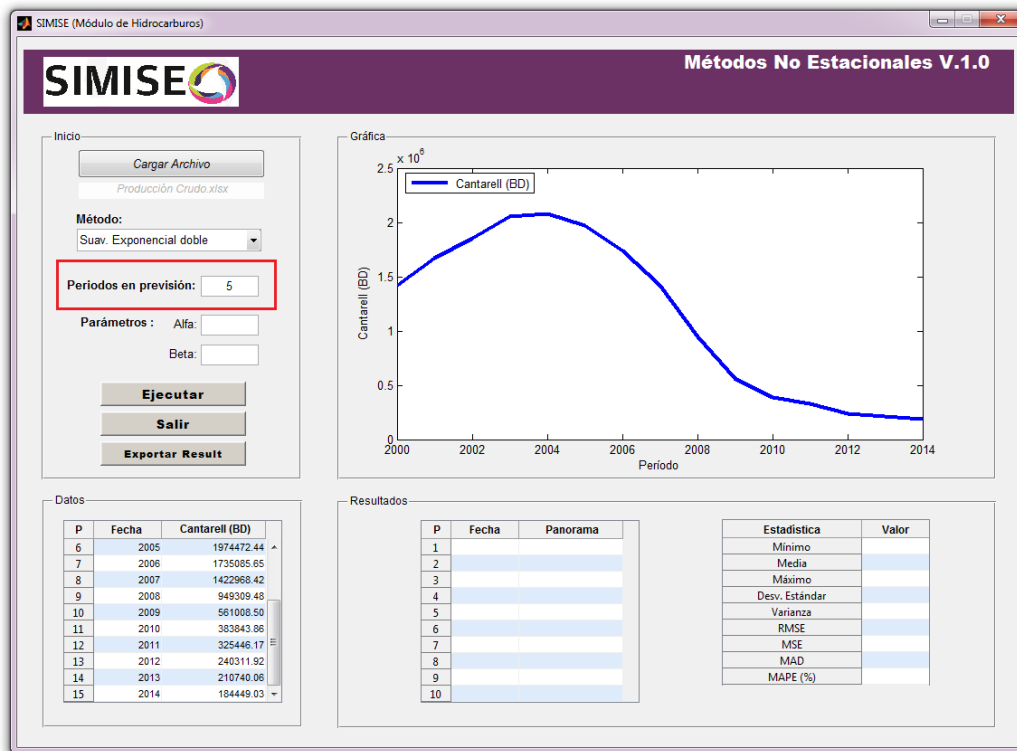 SIMISE (Módulo de Hidrocarburos)
SIMISE
Métodos No Estacionales V.1.0
Inicio
Cargar Archivo
Producción Crudo.xlsx
Método:
Suav. Exponencial doble
Periodos en previsión: 5
Parámetros : Alfa:
Beta:
Ejecutar
Salir
Exportar Result
Gráfica
x 10^6
Cantarell (BD)
2.5
2
1.5
1
0.5
0
Cantarell (BD)
2000 2002 2004 2006 2008 2010 2012 2014
Período
Datos
P Fecha Cantarell (BD)
6 2005 1974472.44
7 2006 1735085.65
8 2007 1422968.42
9 2008 949309.48
10 2009 561008.50
11 2010 383843.86
12 2011 325446.17
13 2012 240311.92
14 2013 210740.06
15 2014 184449.03
Resultados
P Fecha Panorama
1
2
3
4
5
6
7
8
9
10
Estadística Valor
Mínimo
Media
Máximo
Desv. Estándar
Varianza
RMSE
MSE
MAD
MAPE (%)